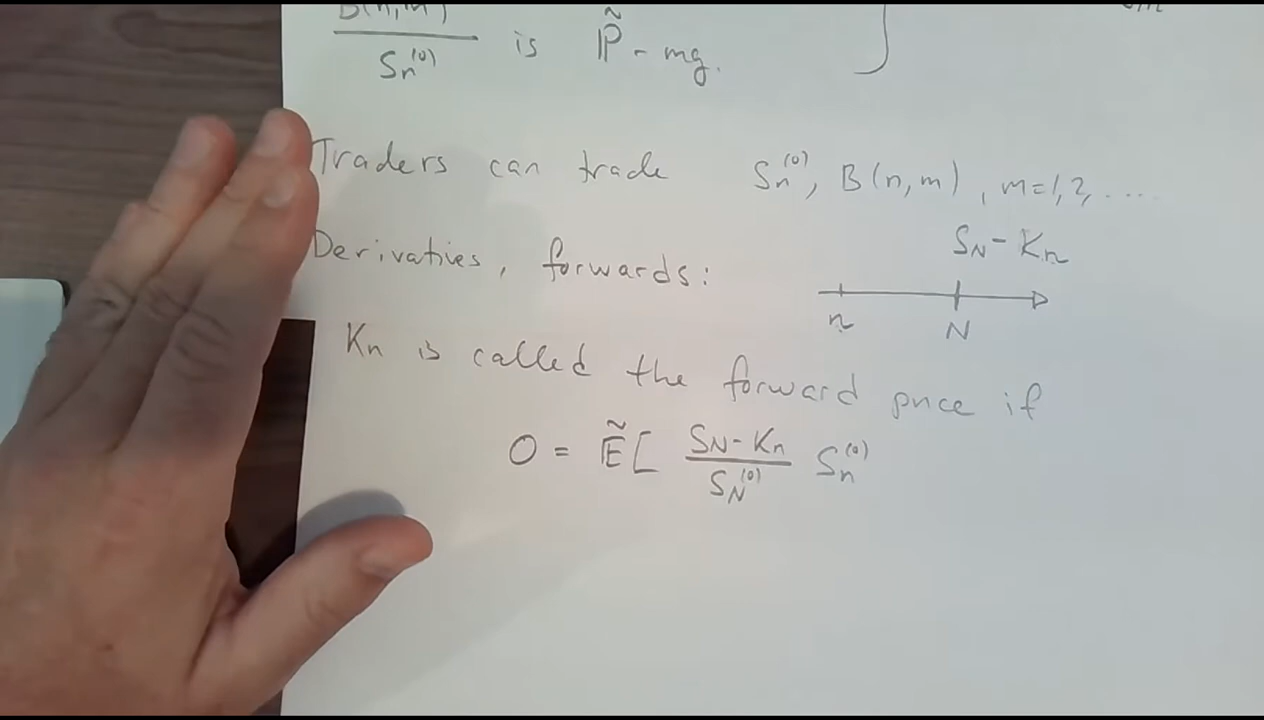 B(n,m)
/ Sn^(0) is P̃ - mg.
Traders can trade Sn^(0), B(n,m), m=1,2,....
Derivaties, forwards:
SN - Kn
n N
Kn is called the forward price if
0 = Ẽ[ (SN - Kn) / SN^(0) Sn^(0)